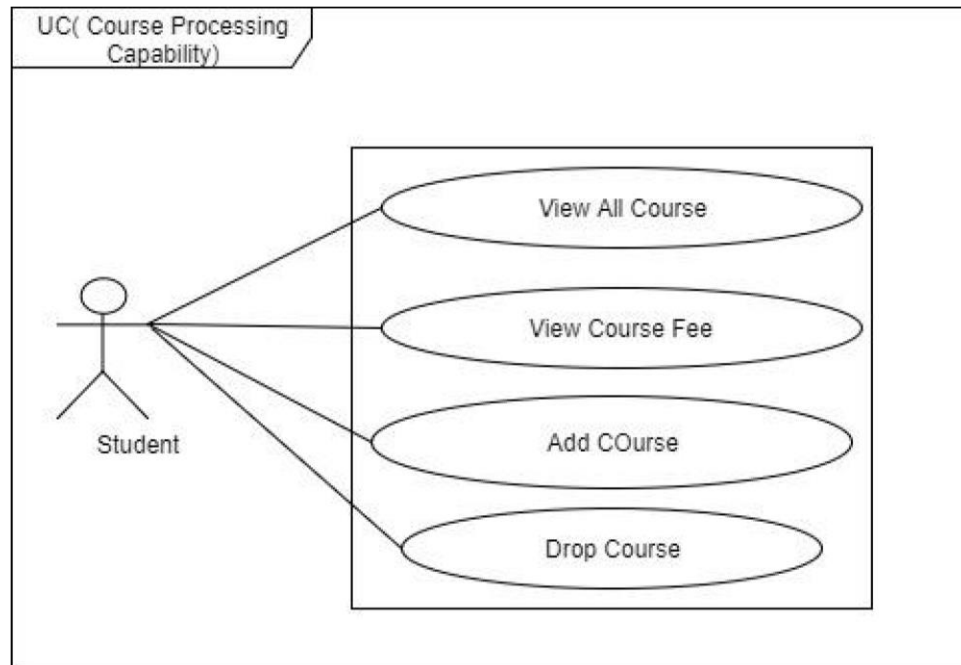 UC( Course Processing
Capability)
View All Course
View Course Fee
Add COurse
Student
Drop Course